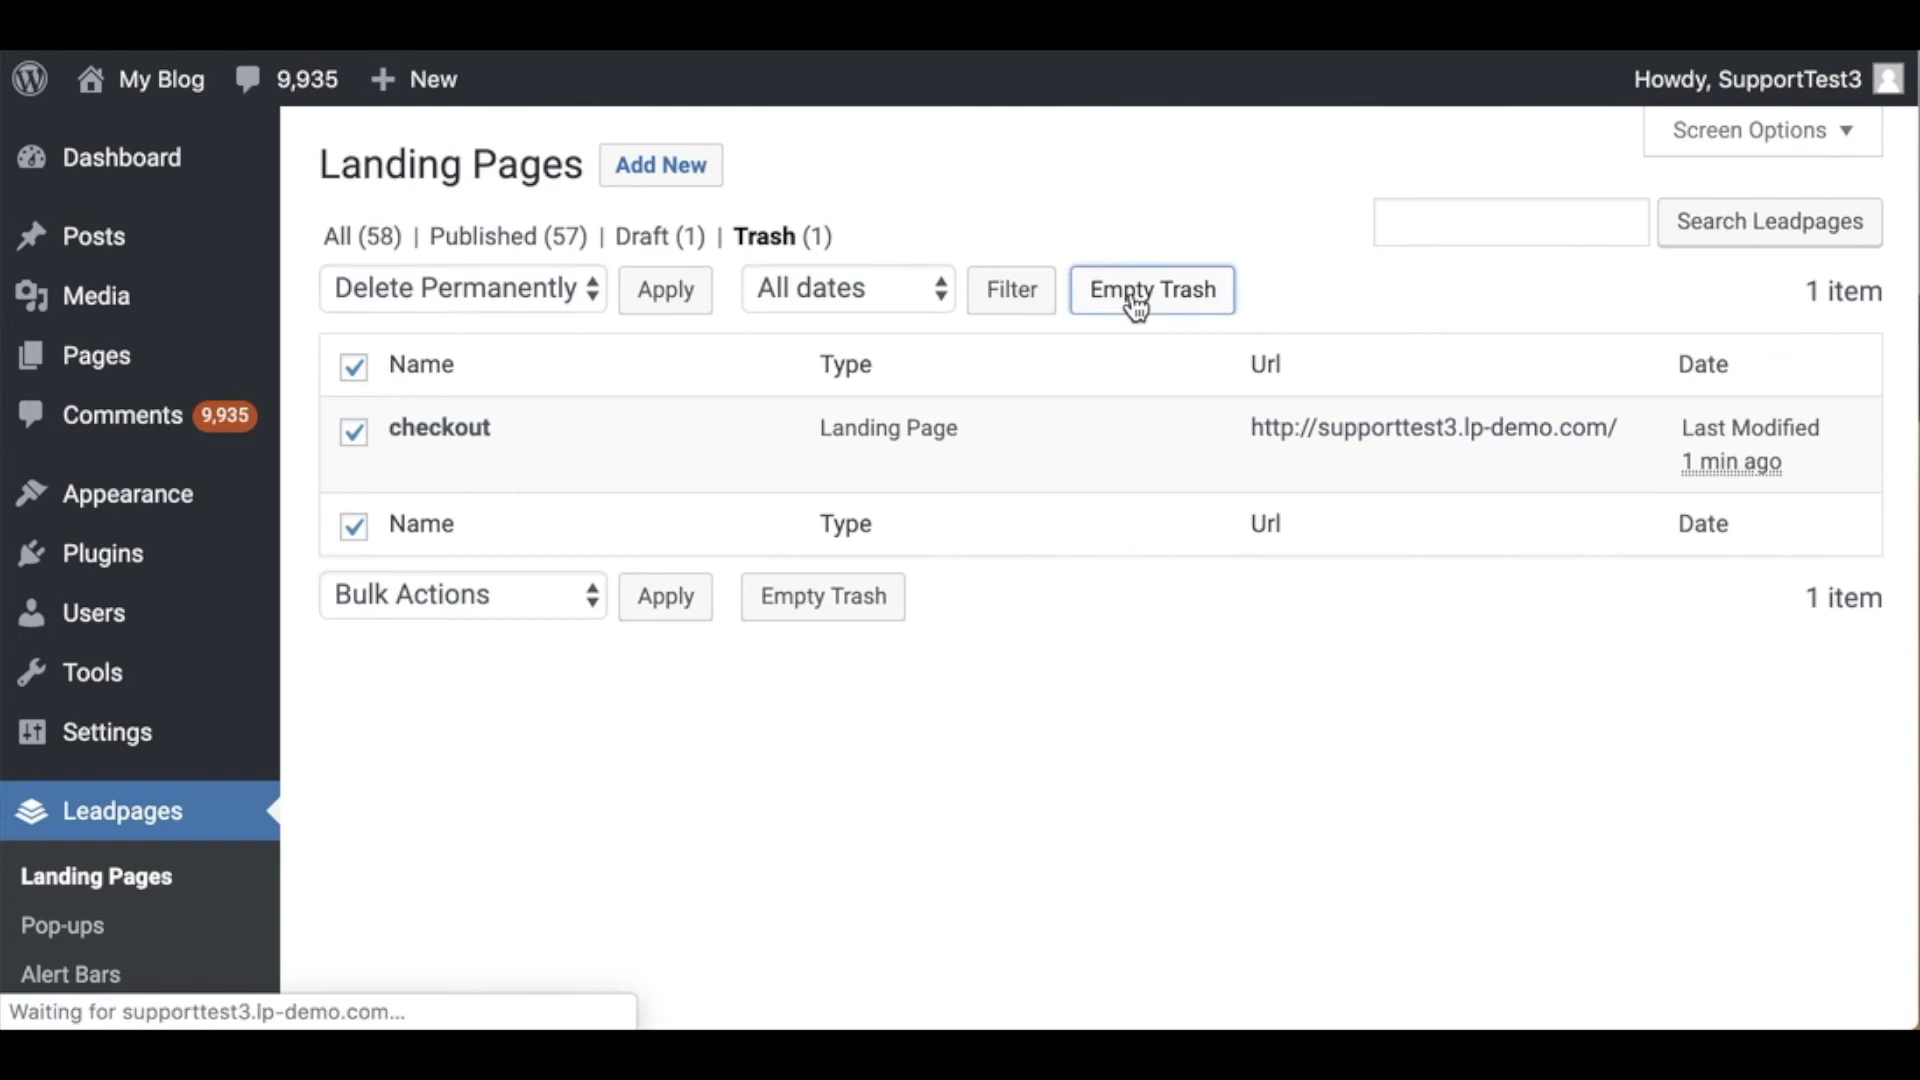 My Blog 9,935 New Howdy, SupportTest3
Screen Options
Dashboard
Posts
Media
Pages
Comments 9,935
Appearance
Plugins
Users
Tools
Settings
Leadpages
Landing Pages
Pop-ups
Alert Bars
Landing Pages Add New
All (58) | Published (57) | Draft (1) | Trash (1)
Search Leadpages
Delete Permanently Apply All dates Filter Empty Trash 1 item
Name Type Url Date
checkout Landing Page http://supporttest3.lp-demo.com/ Last Modified
1 min ago
Name Type Url Date
Bulk Actions Apply Empty Trash 1 item
Waiting for supporttest3.lp-demo.com...